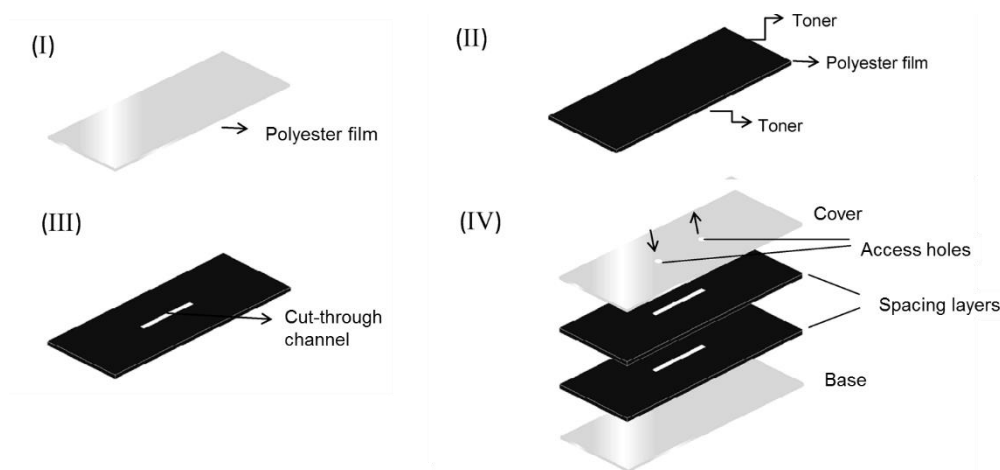 (I)
Polyester film
(II)
Toner
Polyester film
Toner
(III)
Cut-through
channel
(IV)
Cover
Access holes
Spacing layers
Base